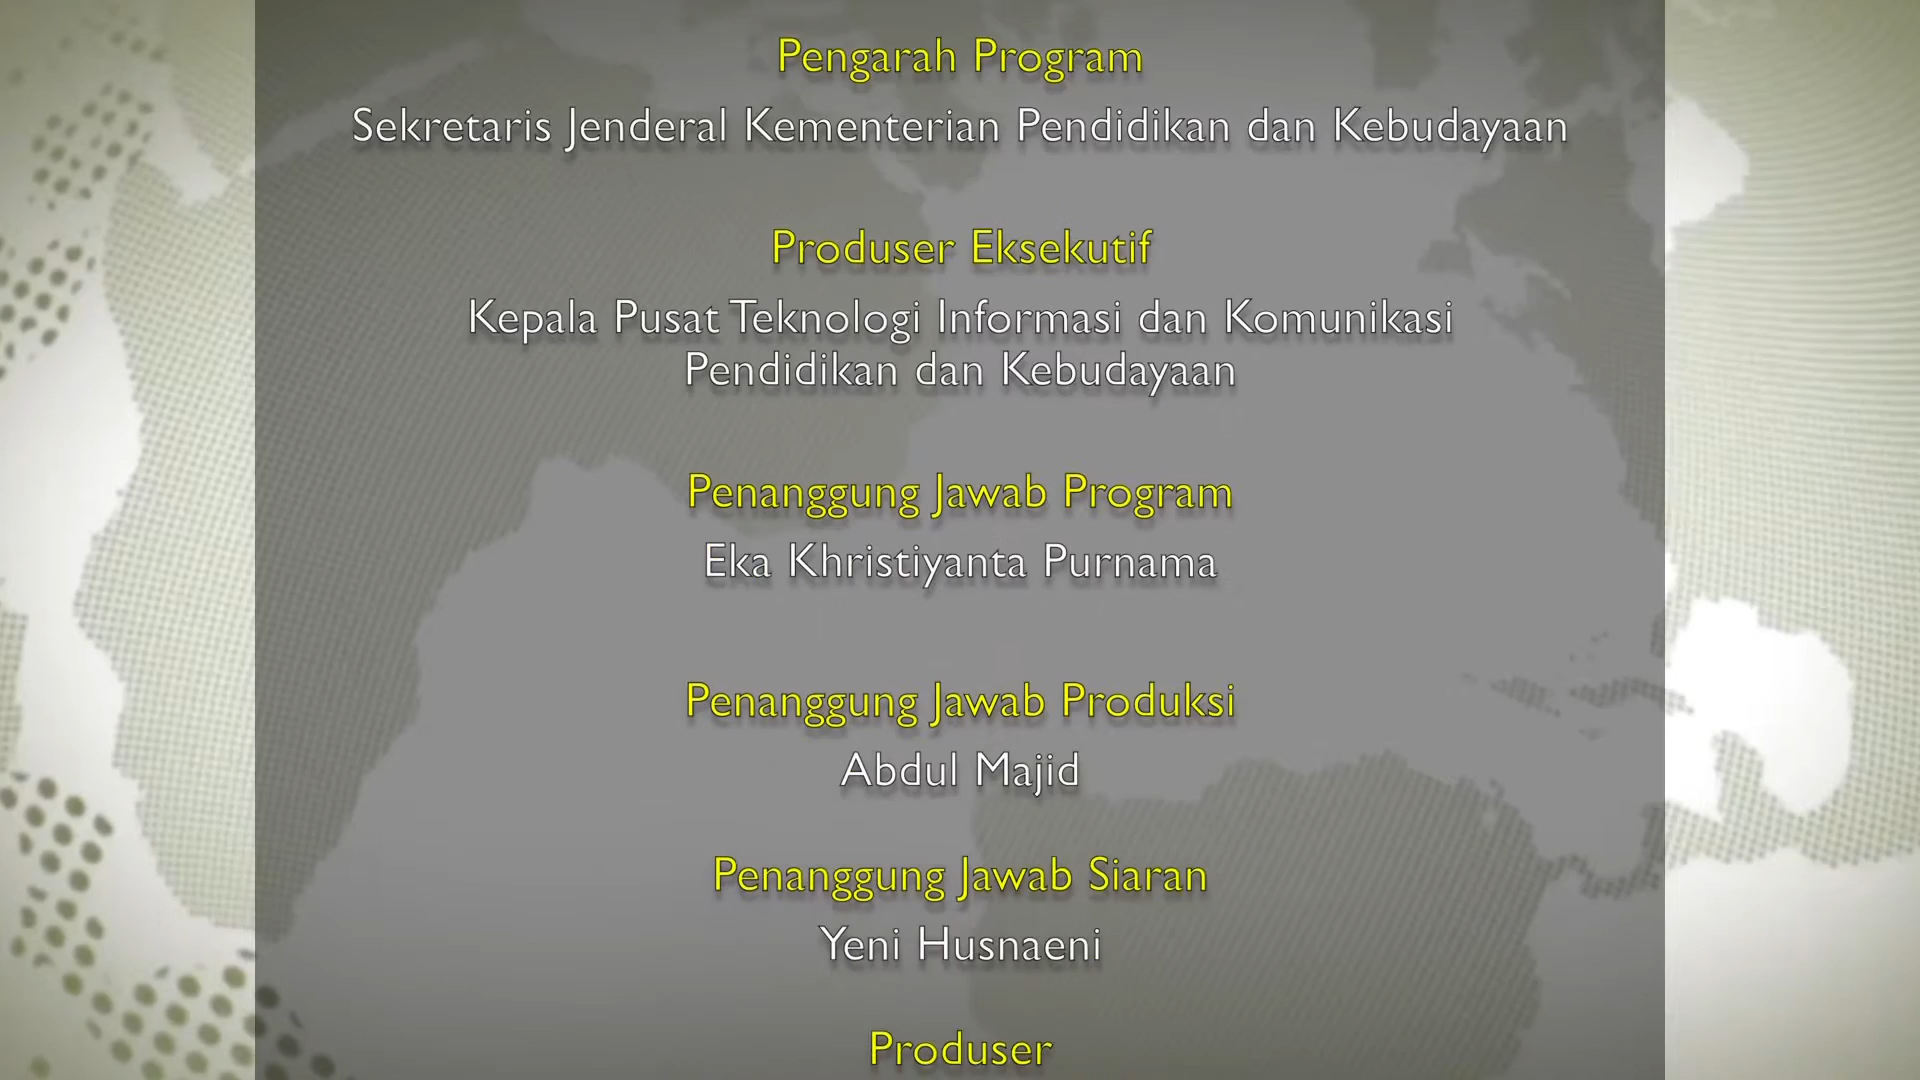 Pengarah Program
Sekretaris Jenderal Kementerian Pendidikan dan Kebudayaan
Produser Eksekutif
Kepala Pusat Teknologi Informasi dan Komunikasi
Pendidikan dan Kebudayaan
Penanggung Jawab Program
Eka Khristiyanta Purnama
Penanggung Jawab Produksi
Abdul Majid
Penanggung Jawab Siaran
Yeni Husnaeni
Produser